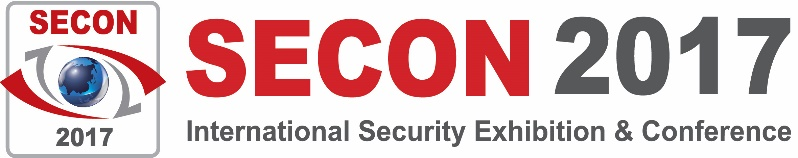 SECON
2017
SECON 2017
International Security Exhibition & Conference